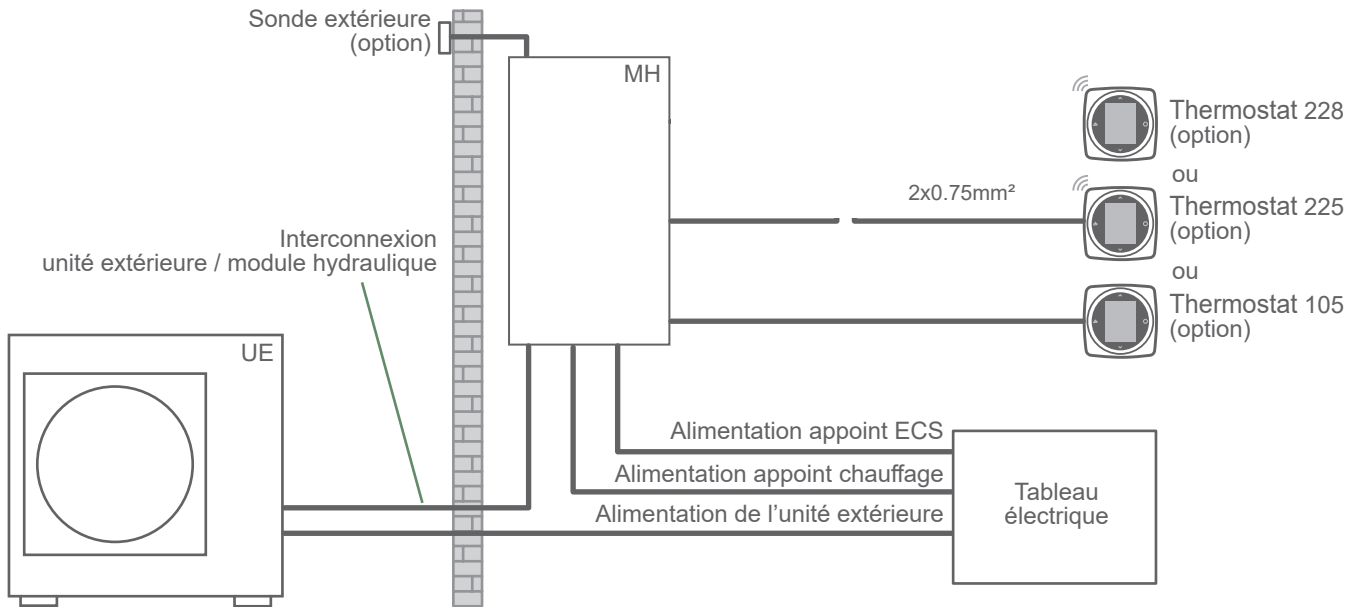 Sonde extérieure
(option)
MH
Thermostat 228
(option)
ou
2x0.75mm²
Thermostat 225
(option)
ou
Thermostat 105
(option)
Interconnexion
unité extérieure / module hydraulique
UE
Alimentation appoint ECS
Alimentation appoint chauffage
Alimentation de l’unité extérieure
Tableau
électrique